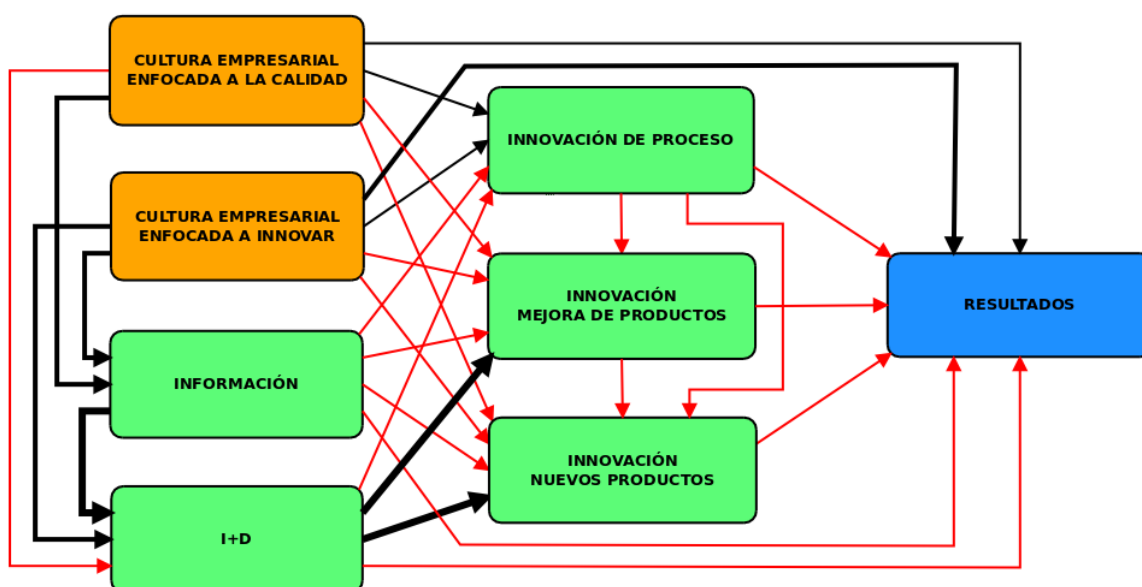 CULTURA EMPRESARIAL
ENFOCADA A LA CALIDAD
CULTURA EMPRESARIAL
ENFOCADA A INNOVAR
INFORMACIÓN
I+D
INNOVACIÓN DE PROCESO
INNOVACIÓN
MEJORA DE PRODUCTOS
INNOVACIÓN
NUEVOS PRODUCTOS
RESULTADOS